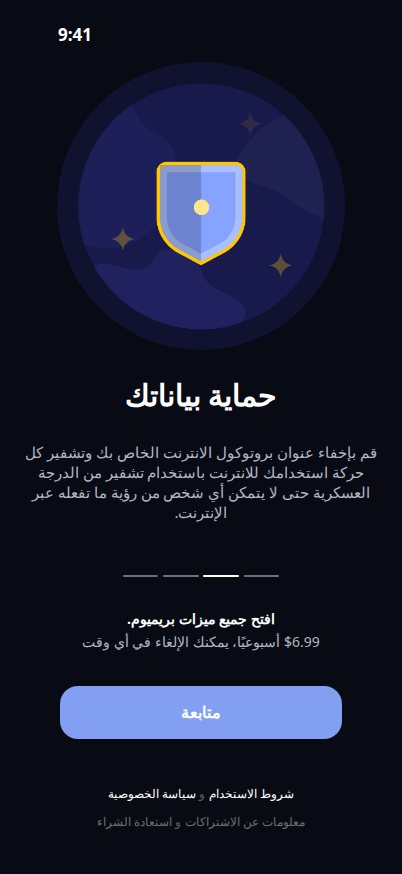 9:41
حماية بياناتك
قم بإخفاء عنوان بروتوكول الانترنت الخاص بك وتشفير كل
حركة استخدامك للانترنت باستخدام تشفير من الدرجة
العسكرية حتى لا يتمكن أي شخص من رؤية ما تفعله عبر
الإنترنت.
افتح جميع ميزات بريميوم.
$6.99 أسبوعيًا، يمكنك الإلغاء في أي وقت
متابعة
شروط الاستخدام و سياسة الخصوصية
معلومات عن الاشتراكات و استعادة الشراء